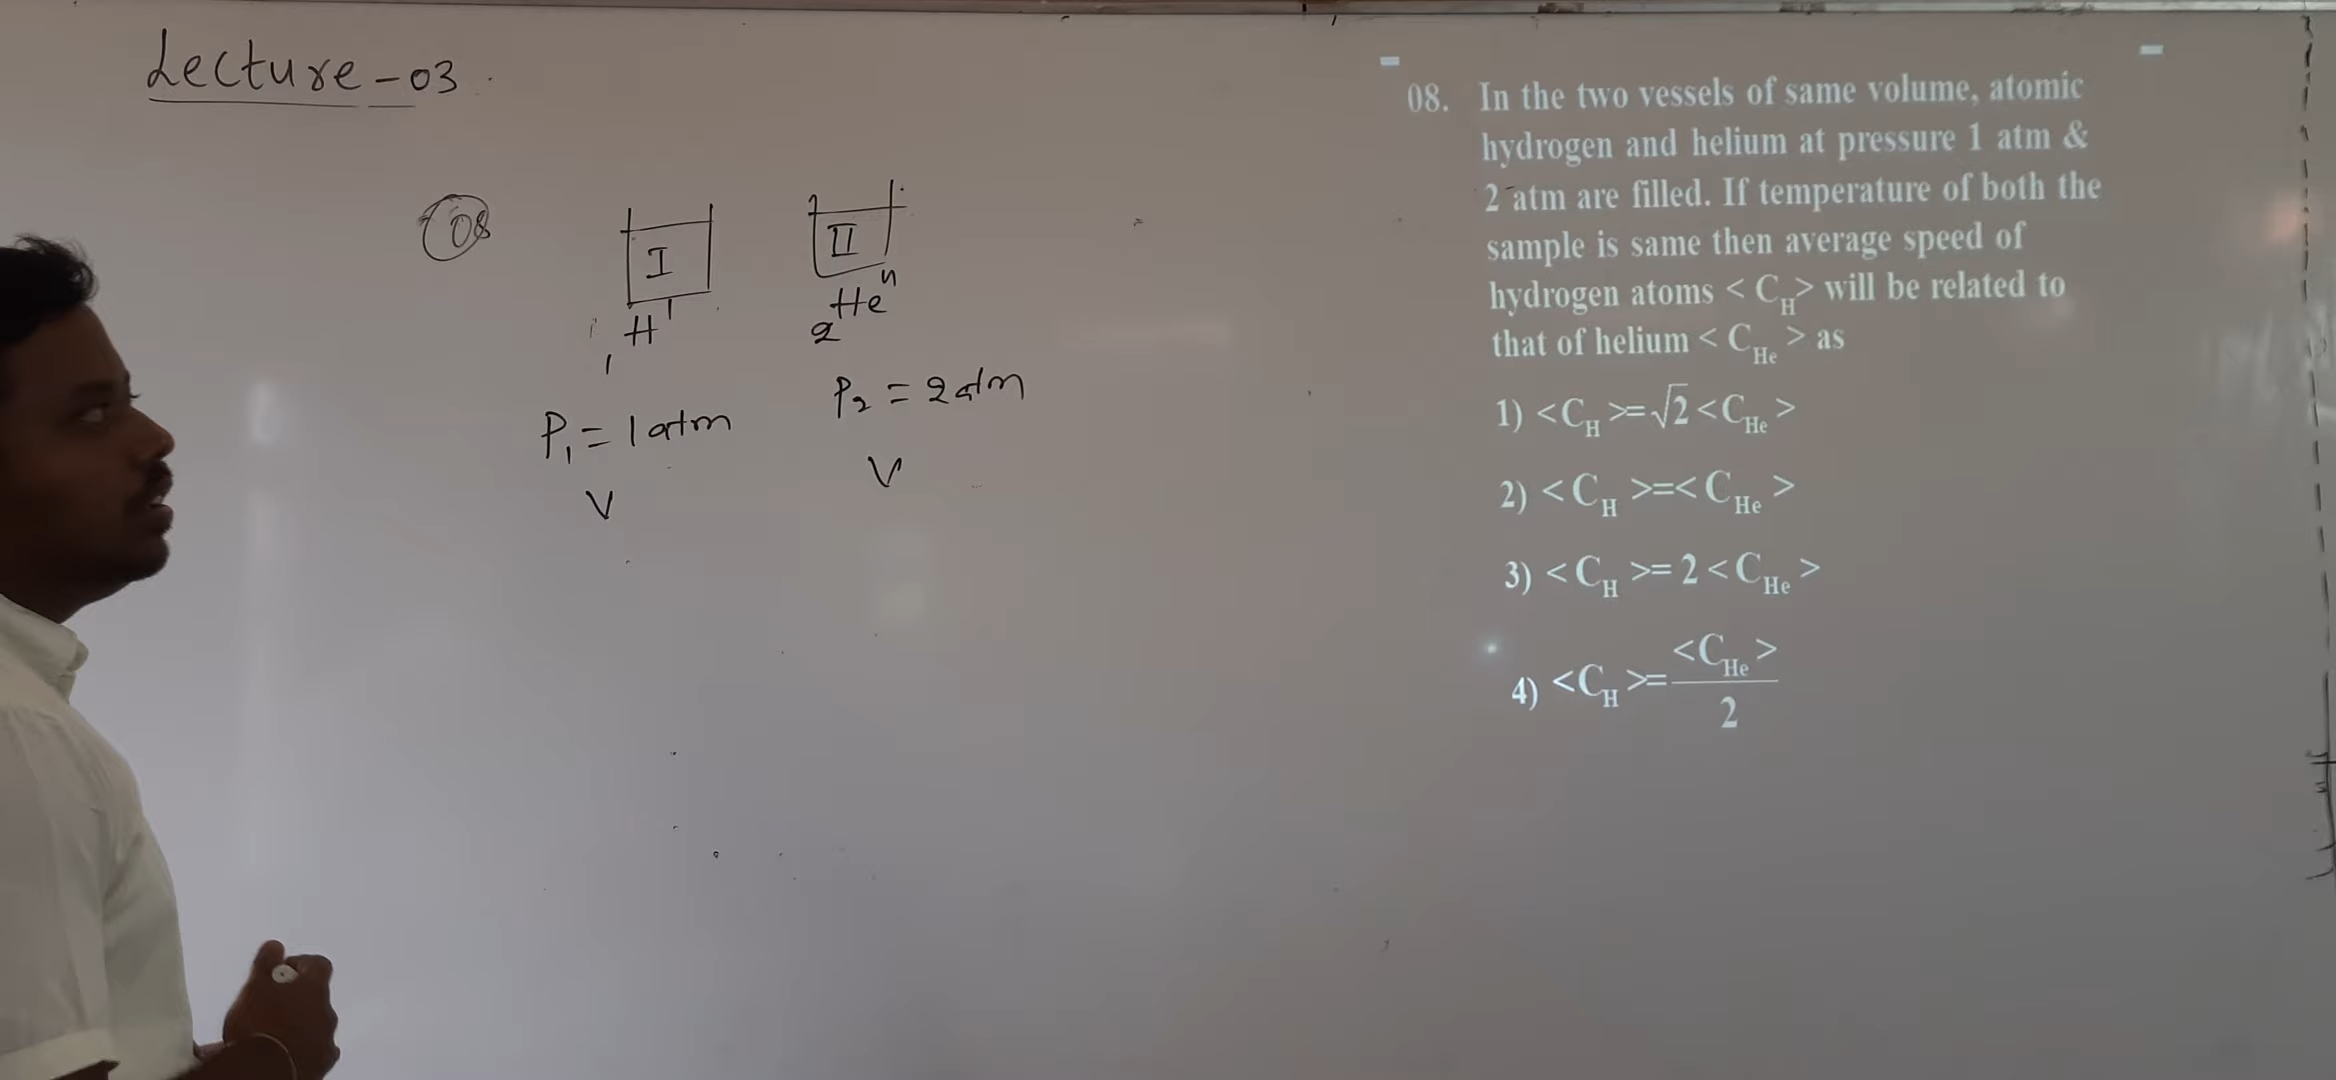 Lecture-03
08
I
II
₁H¹
₂He⁴
P₁ = 1 atm
P₂ = 2 atm
V
V
08. In the two vessels of same volume, atomic
hydrogen and helium at pressure 1 atm &
2 atm are filled. If temperature of both the
sample is same then average speed of
hydrogen atoms < C_H > will be related to
that of helium < C_He > as
1) <C_H >=√2<C_He>
2) <C_H >=<C_He >
3) <C_H >= 2<C_He >
4) <C_H >= <C_He >/2